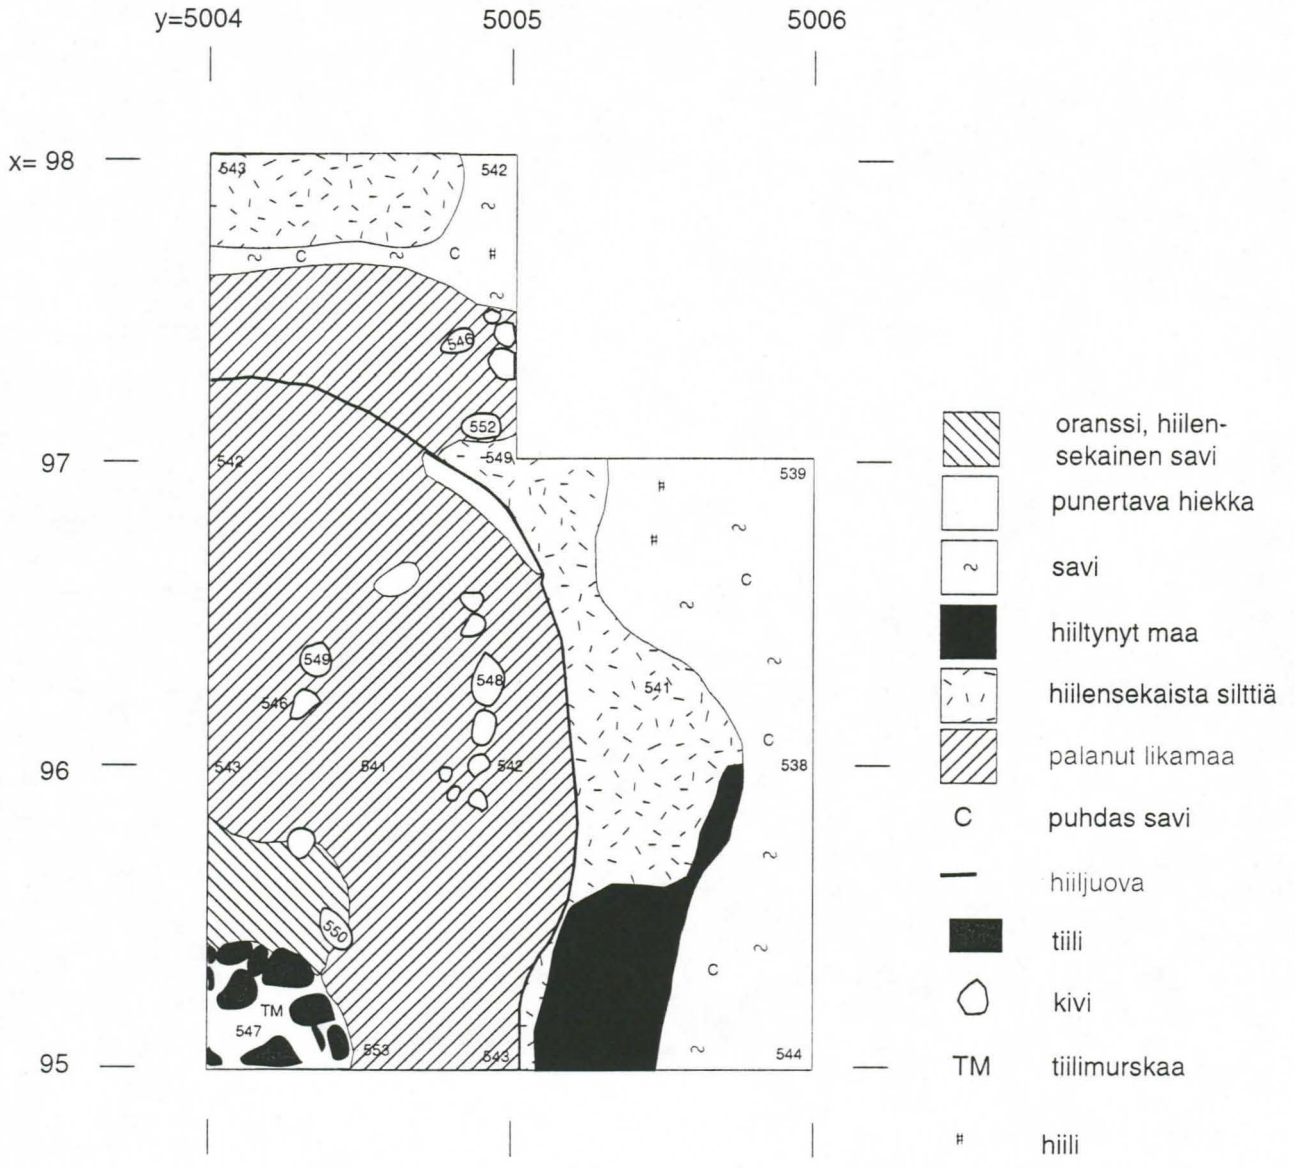 y=5004 5005 5006
x= 98
543 542
~ C ~ C #
~
~
546
552
97
542 549 539
#
~
#
C
~
549
548
546
541
~
C
96
543 541 542 538
~
550
~
C
TM
547
95
553 543 ~ 544
oranssi, hiilen-
sekainen savi
punertava hiekka
~ savi
hiiltynyt maa
hiilensekaista silttiä
palanut likamaa
C puhdas savi
hiiljuova
tiili
kivi
TM tiilimurskaa
# hiili